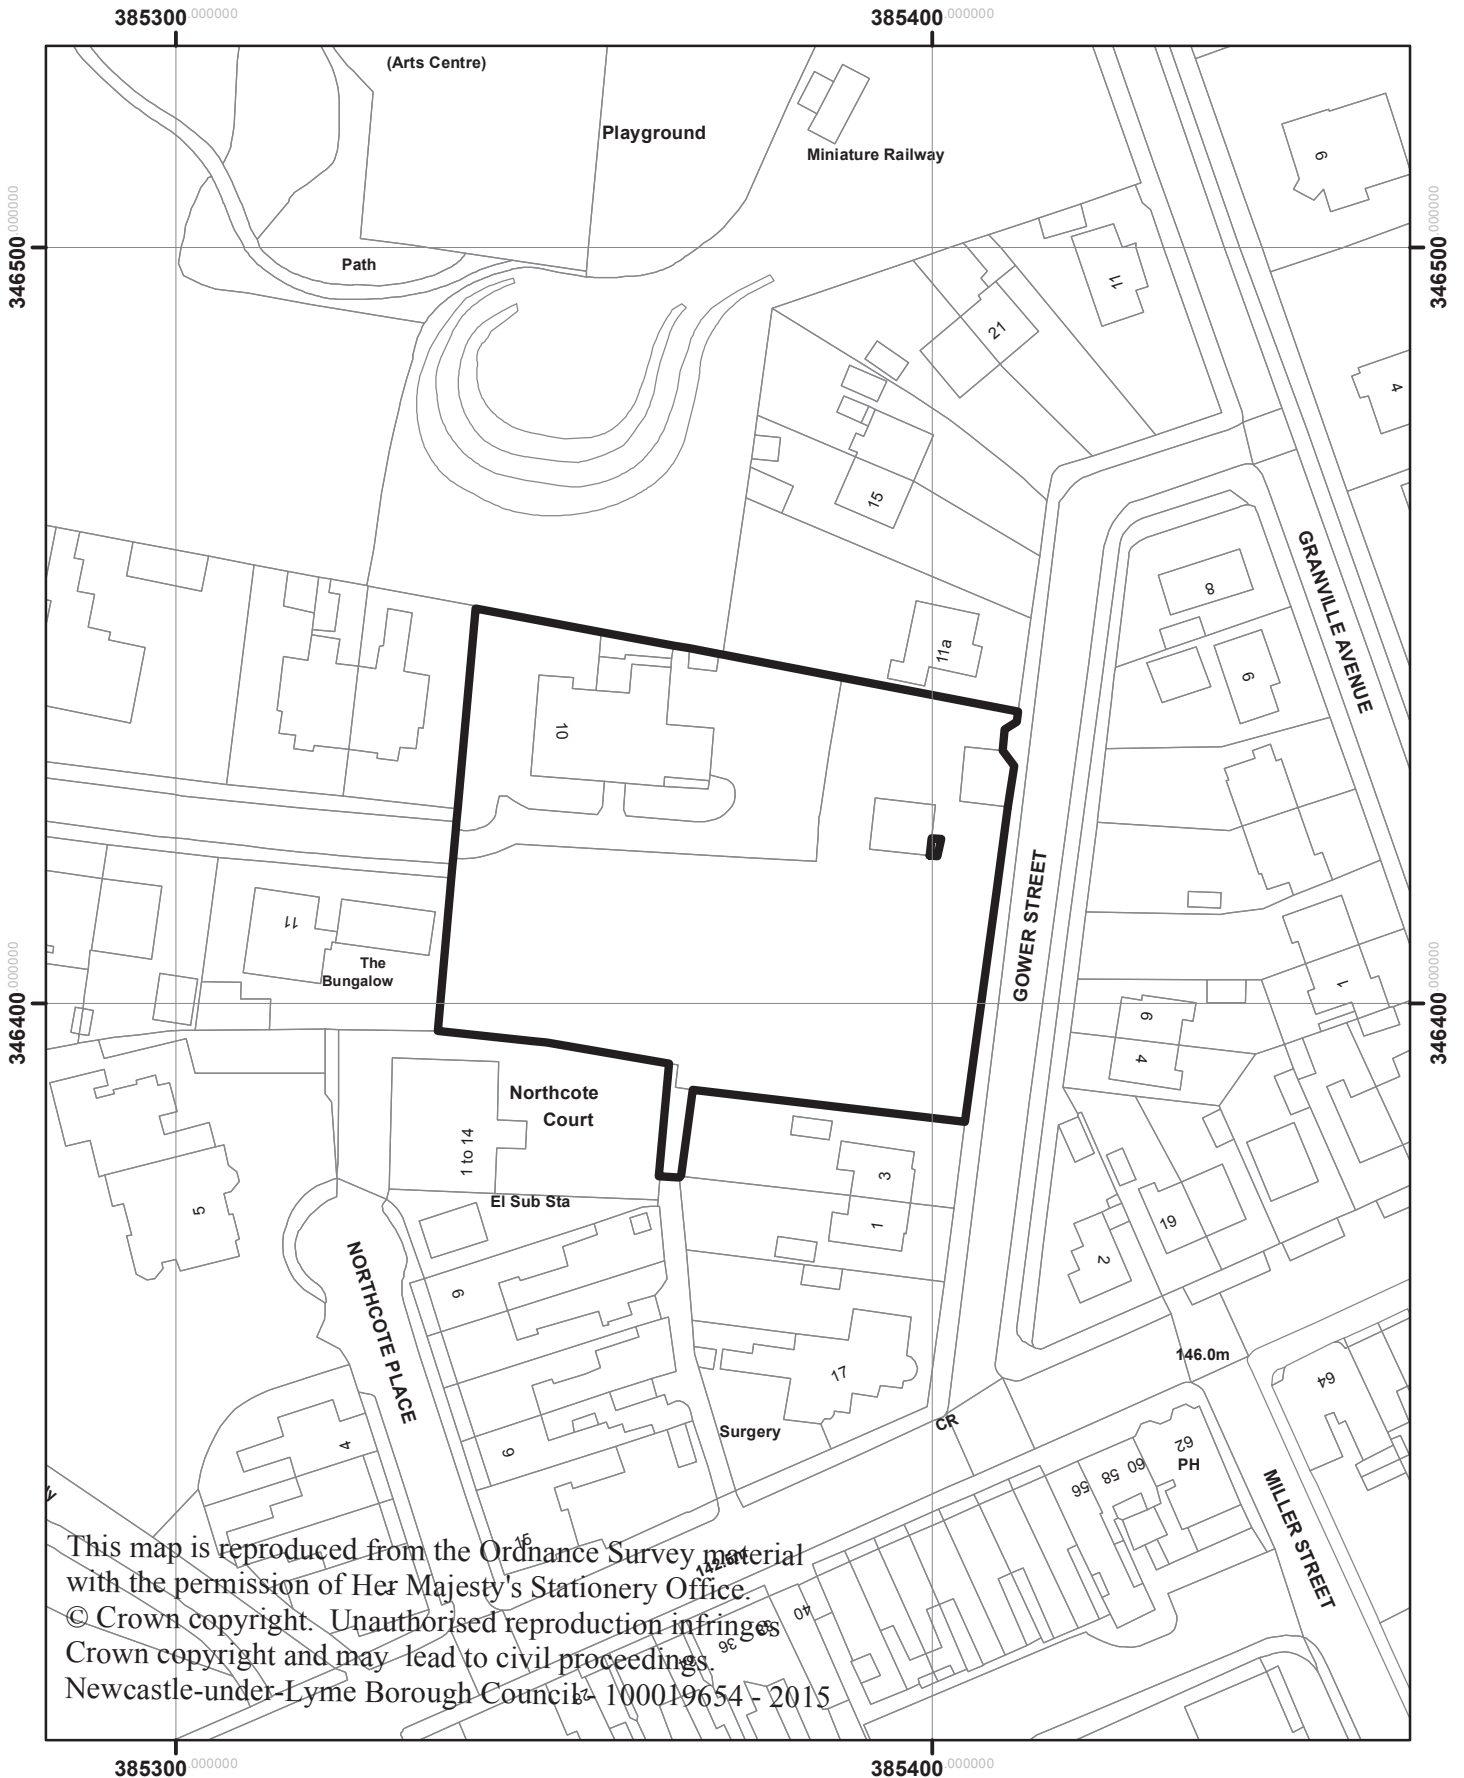 385300.000000
385400.000000
(Arts Centre)
Playground
Miniature Railway
9
346500.000000
346500.000000
Path
11
21
4
15
GRANVILLE AVENUE
8
11a
6
10
GOWER STREET
11
The
Bungalow
1
346400.000000
346400.000000
6
4
Northcote
Court
1 to 14
3
El Sub Sta
5
1
19
2
NORTHCOTE PLACE
9
146.0m
17
64
CR
Surgery
4
6
62
PH
60
58
56
MILLER STREET
15
This map is reproduced from the Ordnance Survey material
with the permission of Her Majesty's Stationery Office.
© Crown copyright. Unauthorised reproduction infringes
Crown copyright and may lead to civil proceedings.
Newcastle-under-Lyme Borough Council - 100019654 - 2015
40
36
385300.000000
385400.000000